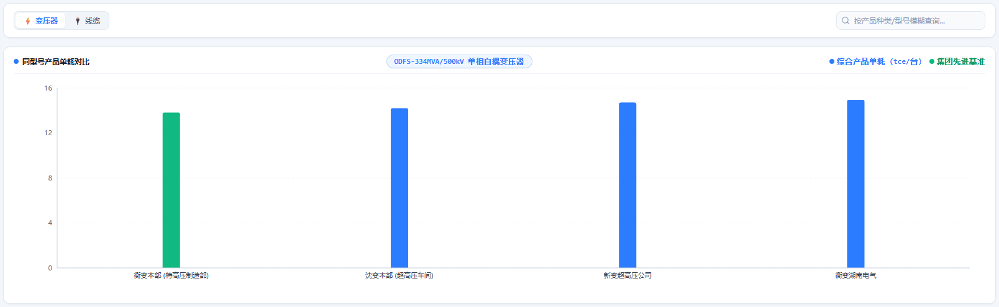 变压器 线缆 按产品种类/型号模糊查询...
同型号产品单耗对比 ODFS-334MVA/500kV 单相自耦变压器 综合产品单耗（tce/台） 集团先进基准
16
12
8
4
0
衡变本部 (特高压制造部) 沈变本部 (超高压车间) 新变超高压公司 衡变湖南电气